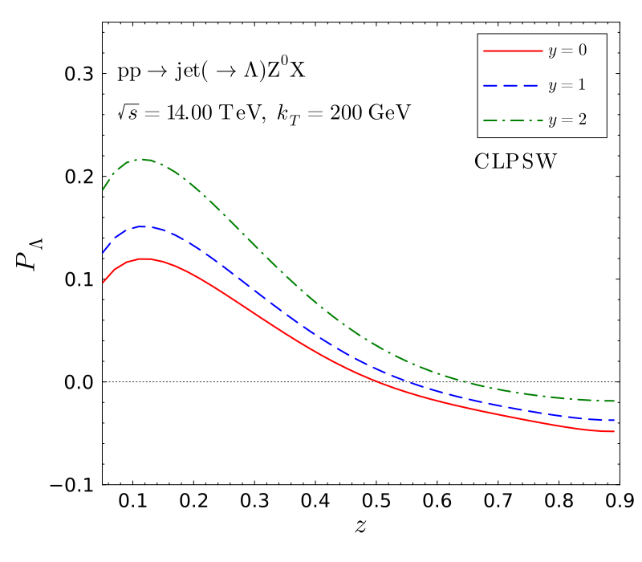 pp → jet( → Λ)Z⁰X
√s = 14.00 TeV, k_T = 200 GeV
y = 0
y = 1
y = 2
CLPSW
P_Λ
0.3
0.2
0.1
0.0
−0.1
0.1 0.2 0.3 0.4 0.5 0.6 0.7 0.8 0.9
z